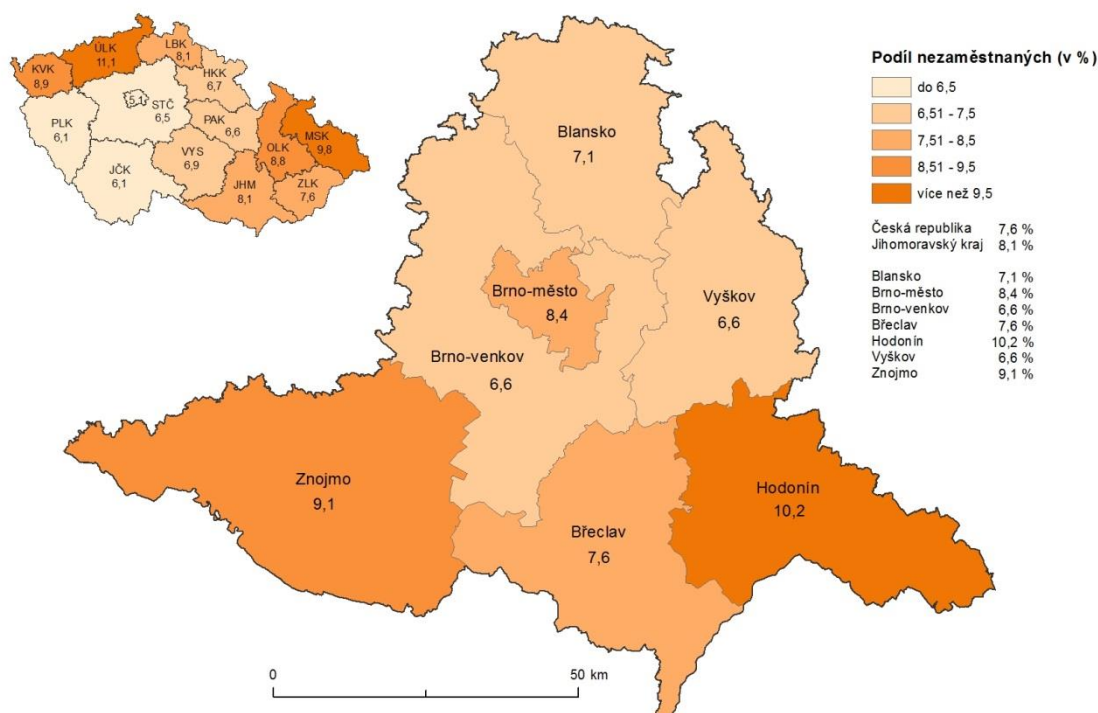 ÚLK
11,1
LBK
8,1
KVK
8,9
HKK
6,7
5,1
STČ
6,5
PLK
6,1
PAK
6,6
MSK
9,8
OLK
8,8
VYS
6,9
JČK
6,1
JHM
8,1
ZLK
7,6
Blansko
7,1
Brno-město
8,4
Vyškov
6,6
Brno-venkov
6,6
Znojmo
9,1
Hodonín
10,2
Břeclav
7,6
0 50 km
Podíl nezaměstnaných (v %)
do 6,5
6,51 - 7,5
7,51 - 8,5
8,51 - 9,5
více než 9,5
Česká republika 7,6 %
Jihomoravský kraj 8,1 %
Blansko 7,1 %
Brno-město 8,4 %
Brno-venkov 6,6 %
Břeclav 7,6 %
Hodonín 10,2 %
Vyškov 6,6 %
Znojmo 9,1 %